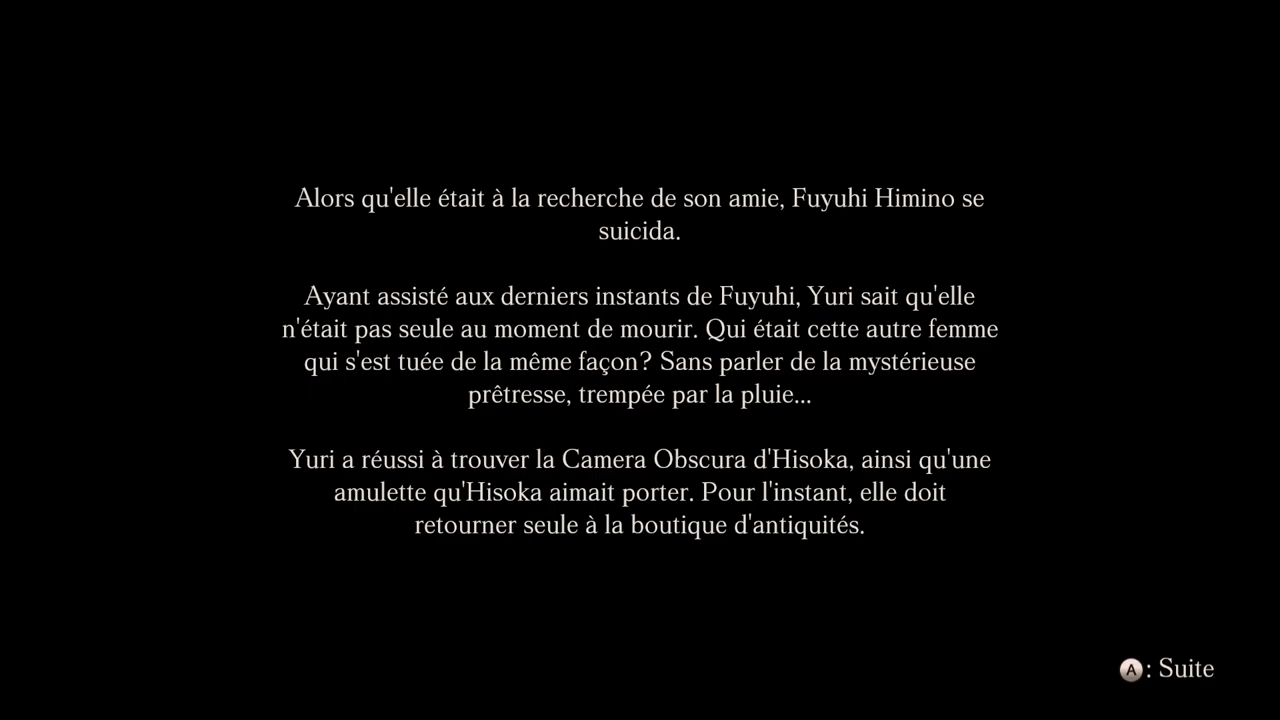 Alors qu'elle était à la recherche de son amie, Fuyuhi Himino se
suicida.
Ayant assisté aux derniers instants de Fuyuhi, Yuri sait qu'elle
n'était pas seule au moment de mourir. Qui était cette autre femme
qui s'est tuée de la même façon? Sans parler de la mystérieuse
prêtresse, trempée par la pluie...
Yuri a réussi à trouver la Camera Obscura d'Hisoka, ainsi qu'une
amulette qu'Hisoka aimait porter. Pour l'instant, elle doit
retourner seule à la boutique d'antiquités.
A: Suite